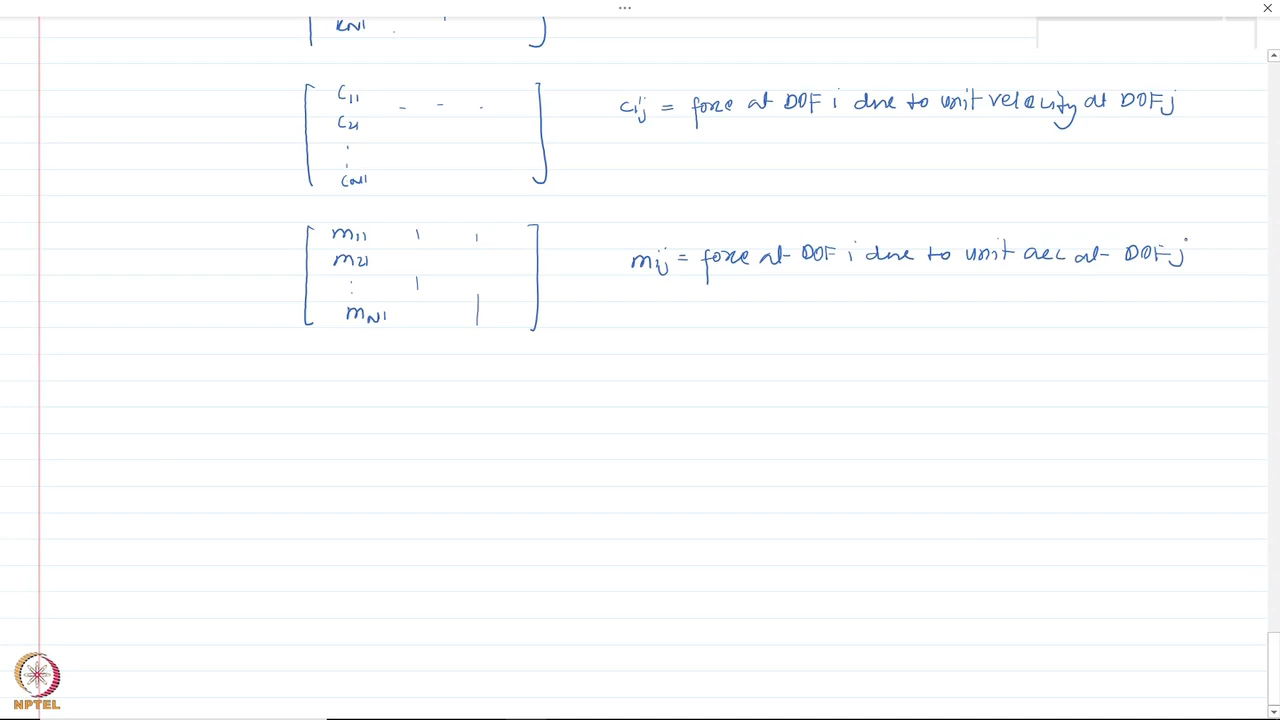 kN1
c11
c21
cN1
cij = force at DOF i due to unit velocity at DOF j
m11
m21
mN1
mij = force at DOF i due to unit acc at DOF j
NPTEL